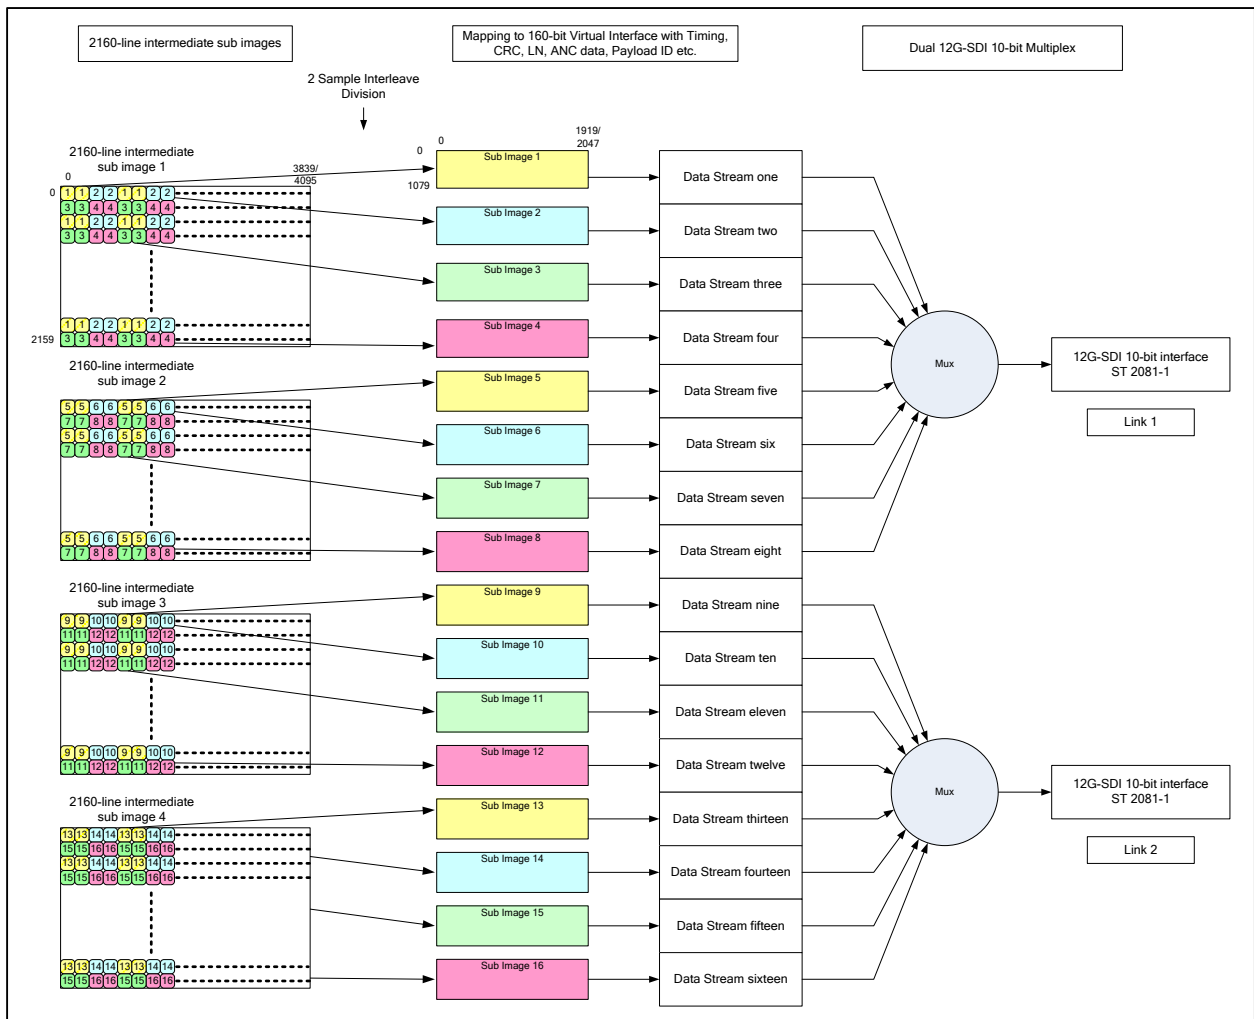 2160-line intermediate sub images
Mapping to 160-bit Virtual Interface with Timing,
CRC, LN, ANC data, Payload ID etc.
Dual 12G-SDI 10-bit Multiplex
2 Sample Interleave
Division
2160-line intermediate
sub image 1
0
3839/
4095
0
1 1 2 2 1 1 2 2
3 3 4 4 3 3 4 4
1 1 2 2 1 1 2 2
3 3 4 4 3 3 4 4
1 1 2 2 1 1 2 2
3 3 4 4 3 3 4 4
2159
2160-line intermediate
sub image 2
5 5 6 6 5 5 6 6
7 7 8 8 7 7 8 8
5 5 6 6 5 5 6 6
7 7 8 8 7 7 8 8
5 5 6 6 5 5 6 6
7 7 8 8 7 7 8 8
2160-line intermediate
sub image 3
9 9 10 10 9 9 10 10
11 11 12 12 11 11 12 12
9 9 10 10 9 9 10 10
11 11 12 12 11 11 12 12
9 9 10 10 9 9 10 10
11 11 12 12 11 11 12 12
2160-line intermediate
sub image 4
13 13 14 14 13 13 14 14
15 15 16 16 15 15 16 16
13 13 14 14 13 13 14 14
15 15 16 16 15 15 16 16
13 13 14 14 13 13 14 14
15 15 16 16 15 15 16 16
0
1919/
2047
0
1079
Sub Image 1
Sub Image 2
Sub Image 3
Sub Image 4
Sub Image 5
Sub Image 6
Sub Image 7
Sub Image 8
Sub Image 9
Sub Image 10
Sub Image 11
Sub Image 12
Sub Image 13
Sub Image 14
Sub Image 15
Sub Image 16
Data Stream one
Data Stream two
Data Stream three
Data Stream four
Data Stream five
Data Stream six
Data Stream seven
Data Stream eight
Data Stream nine
Data Stream ten
Data Stream eleven
Data Stream twelve
Data Stream thirteen
Data Stream fourteen
Data Stream fifteen
Data Stream sixteen
Mux
12G-SDI 10-bit interface
ST 2081-1
Link 1
Mux
12G-SDI 10-bit interface
ST 2081-1
Link 2